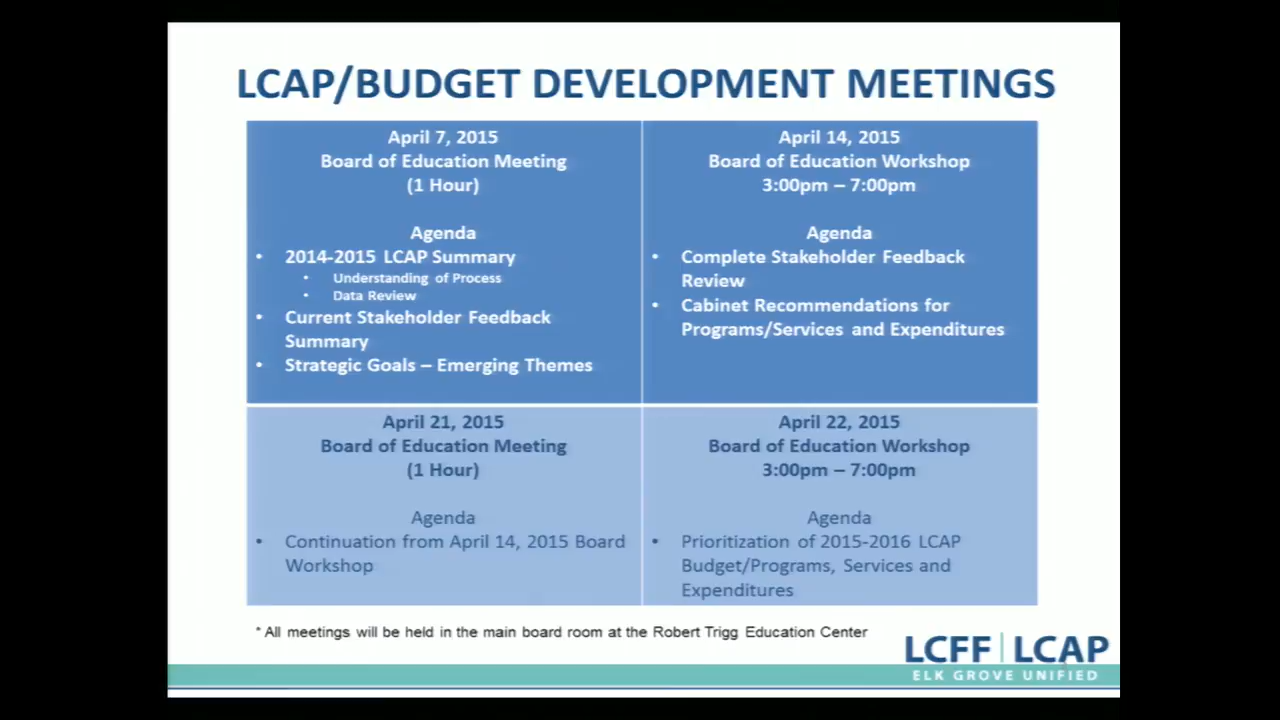 LCAP/BUDGET DEVELOPMENT MEETINGS
April 7, 2015
Board of Education Meeting
(1 Hour)
Agenda
• 2014-2015 LCAP Summary
• Understanding of Process
• Data Review
• Current Stakeholder Feedback
Summary
• Strategic Goals – Emerging Themes
April 14, 2015
Board of Education Workshop
3:00pm – 7:00pm
Agenda
• Complete Stakeholder Feedback
Review
• Cabinet Recommendations for
Programs/Services and Expenditures
April 21, 2015
Board of Education Meeting
(1 Hour)
Agenda
• Continuation from April 14, 2015 Board
Workshop
April 22, 2015
Board of Education Workshop
3:00pm – 7:00pm
Agenda
• Prioritization of 2015-2016 LCAP
Budget/Programs, Services and
Expenditures
* All meetings will be held in the main board room at the Robert Trigg Education Center
LCFF | LCAP
ELK GROVE UNIFIED